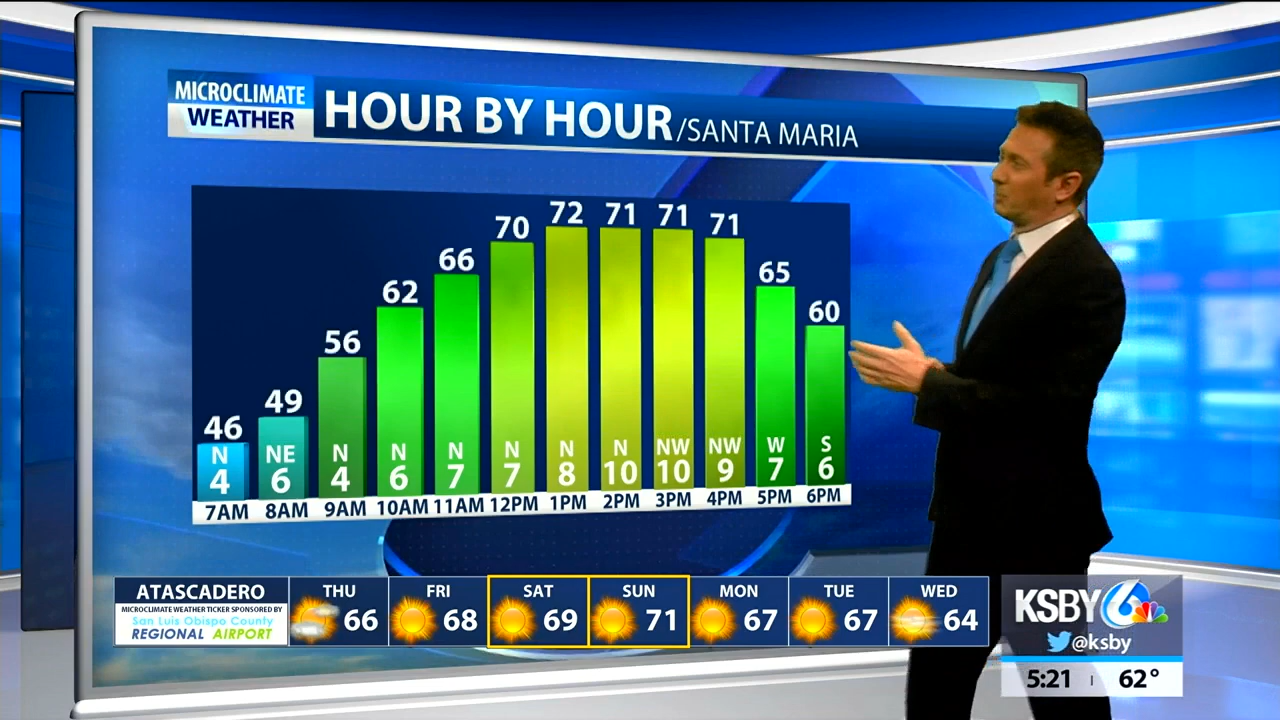 MICROCLIMATE
WEATHER
HOUR BY HOUR/SANTA MARIA
46 49 56 62 66 70 72 71 71 71 65 60
N NE N N N N N N NW NW W S
4 6 4 6 7 7 8 10 10 9 7 6
7AM 8AM 9AM 10AM 11AM 12PM 1PM 2PM 3PM 4PM 5PM 6PM
ATASCADERO
MICROCLIMATE WEATHER TICKER SPONSORED BY
San Luis Obispo County
REGIONAL AIRPORT
THU FRI SAT SUN MON TUE WED
66 68 69 71 67 67 64
KSBY 6
@ksby
5:21 62°